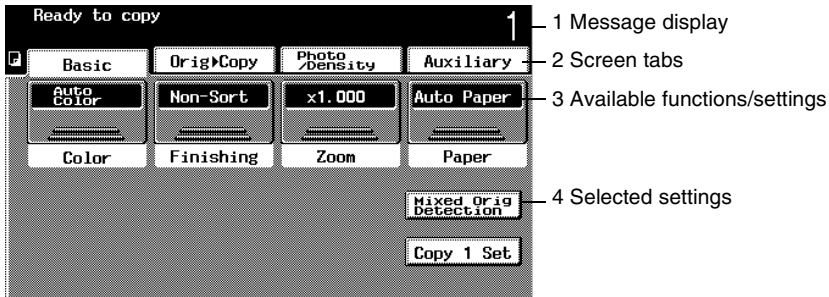 Ready to copy
1
1 Message display
Basic
Orig▸Copy
Photo
/Density
Auxiliary
2 Screen tabs
Auto
Color
Non-Sort
×1.000
Auto Paper
3 Available functions/settings
Color
Finishing
Zoom
Paper
Mixed Orig
Detection
4 Selected settings
Copy 1 Set